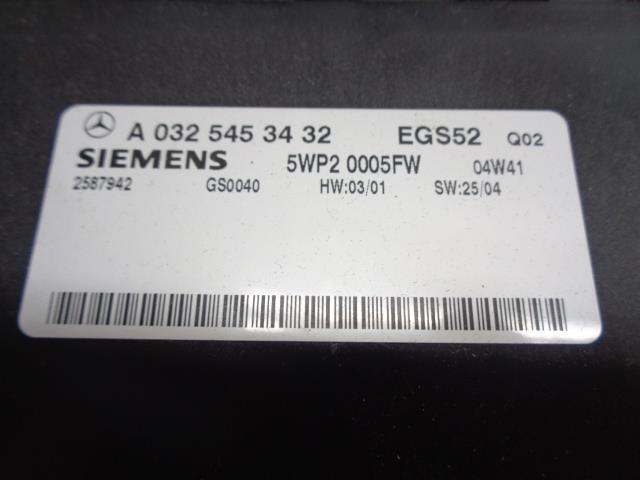 A 032 545 34 32 EGS52 Q02
SIEMENS 5WP2 0005FW 04W41
2587942 GS0040 HW:03/01 SW:25/04